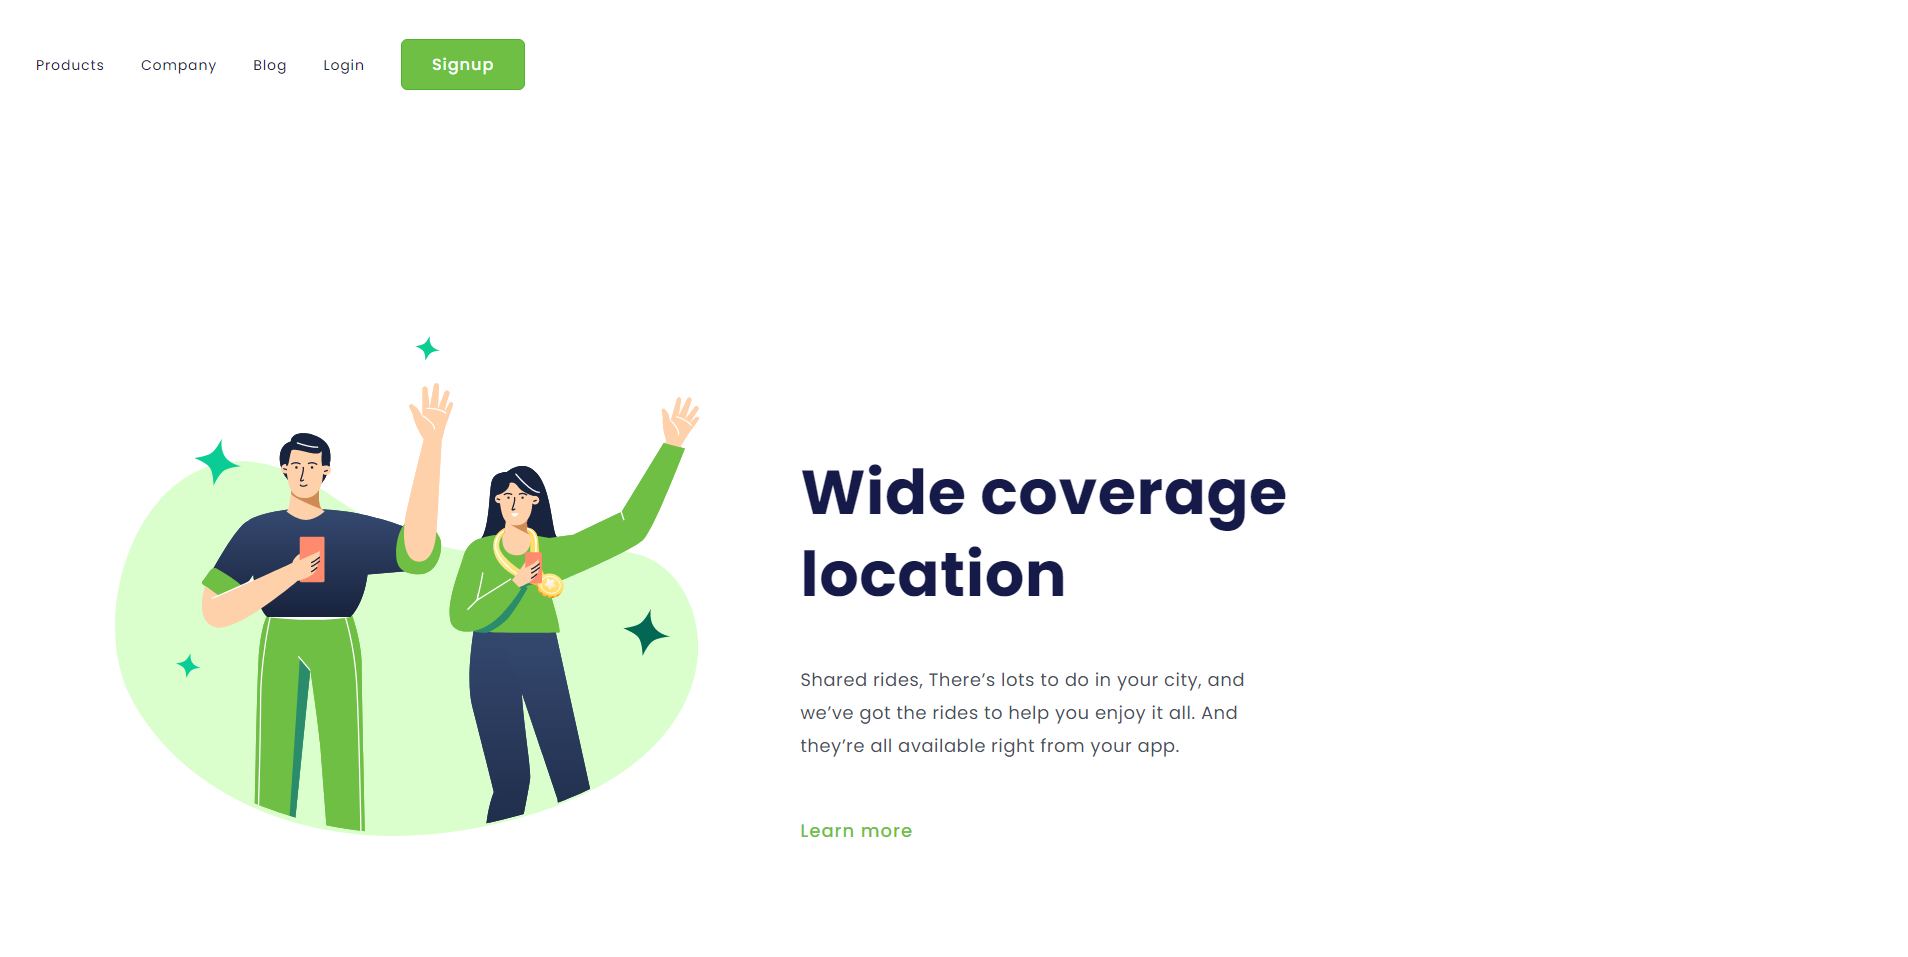 Products Company Blog Login Signup
Wide coverage
location
Shared rides, There’s lots to do in your city, and
we’ve got the rides to help you enjoy it all. And
they’re all available right from your app.
Learn more